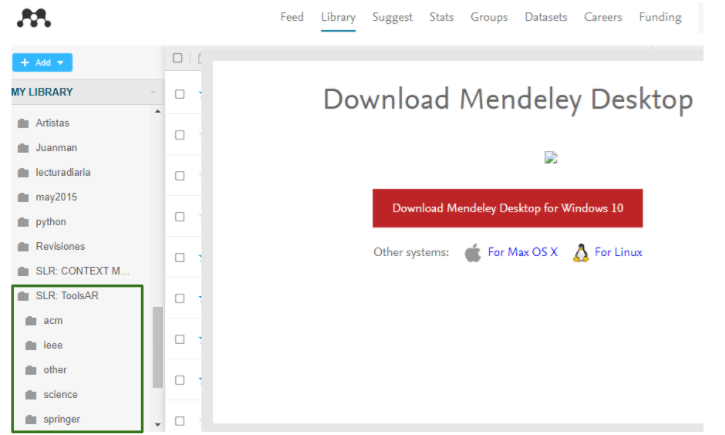 Feed Library Suggest Stats Groups Datasets Careers Funding
+ Add
MY LIBRARY
Artistas
Juanman
lecturadiaria
may2015
python
Revisiones
SLR: CONTEXT M...
SLR: ToolsAR
acm
ieee
other
science
springer
Download Mendeley Desktop
Download Mendeley Desktop for Windows 10
Other systems: For Max OS X For Linux